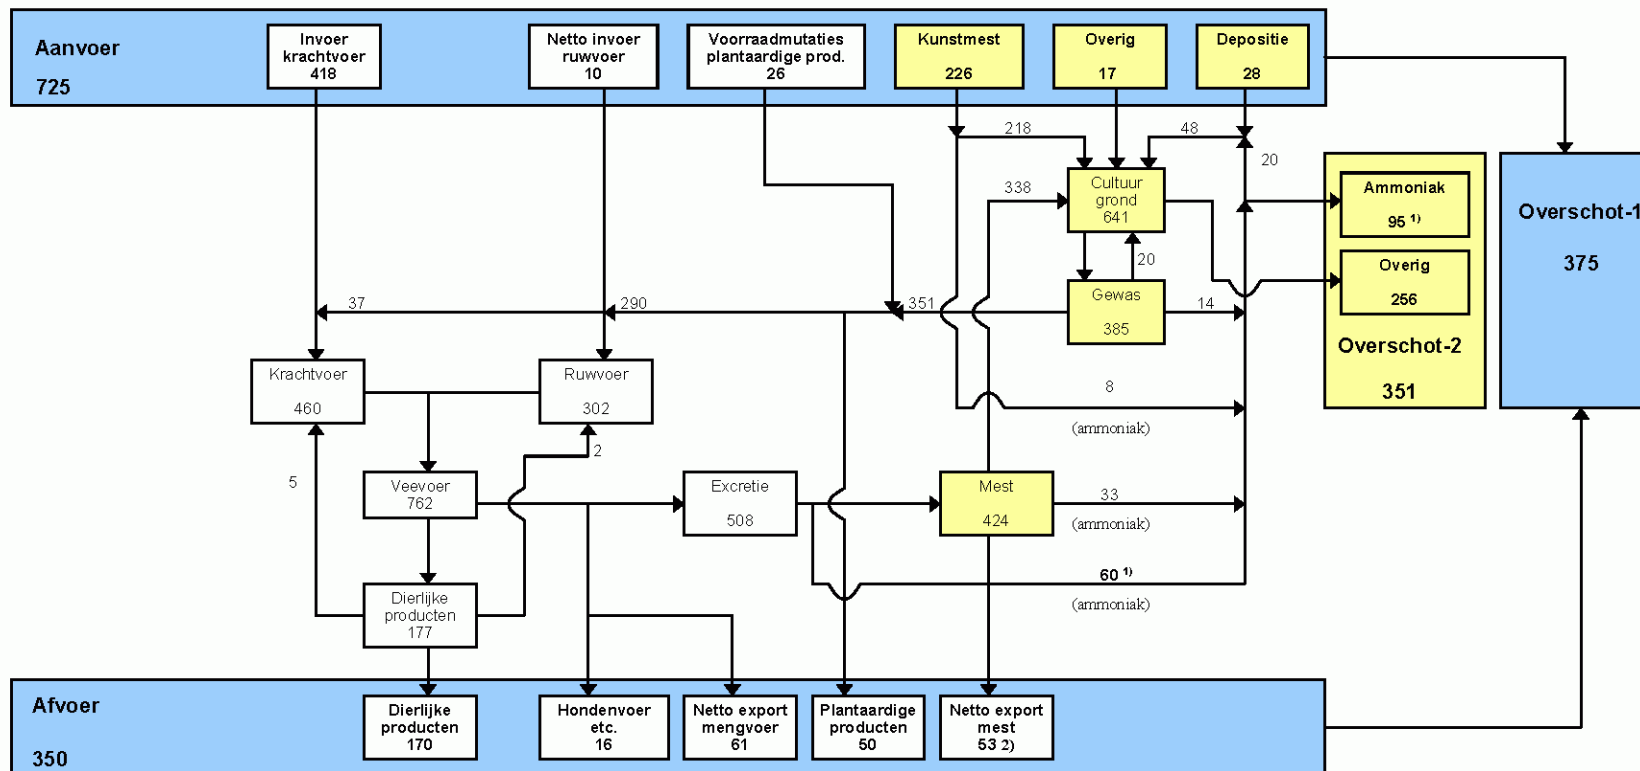 Aanvoer
725
Invoer
krachtvoer
418
Netto invoer
ruwvoer
10
Voorraadmutaties
plantaardige prod.
26
Kunstmest
226
Overig
17
Depositie
28
218
48
20
338
Cultuur
grond
641
20
Ammoniak
95 1)
Overig
256
Overschot-2
351
Overschot-1
375
37
290
351
Gewas
385
14
Krachtvoer
460
Ruwvoer
302
8
(ammoniak)
5
2
Veevoer
762
Excretie
508
Mest
424
33
(ammoniak)
60 1)
(ammoniak)
Dierlijke
producten
177
Afvoer
350
Dierlijke
producten
170
Hondenvoer
etc.
16
Netto export
mengvoer
61
Plantaardige
producten
50
Netto export
mest
53 2)